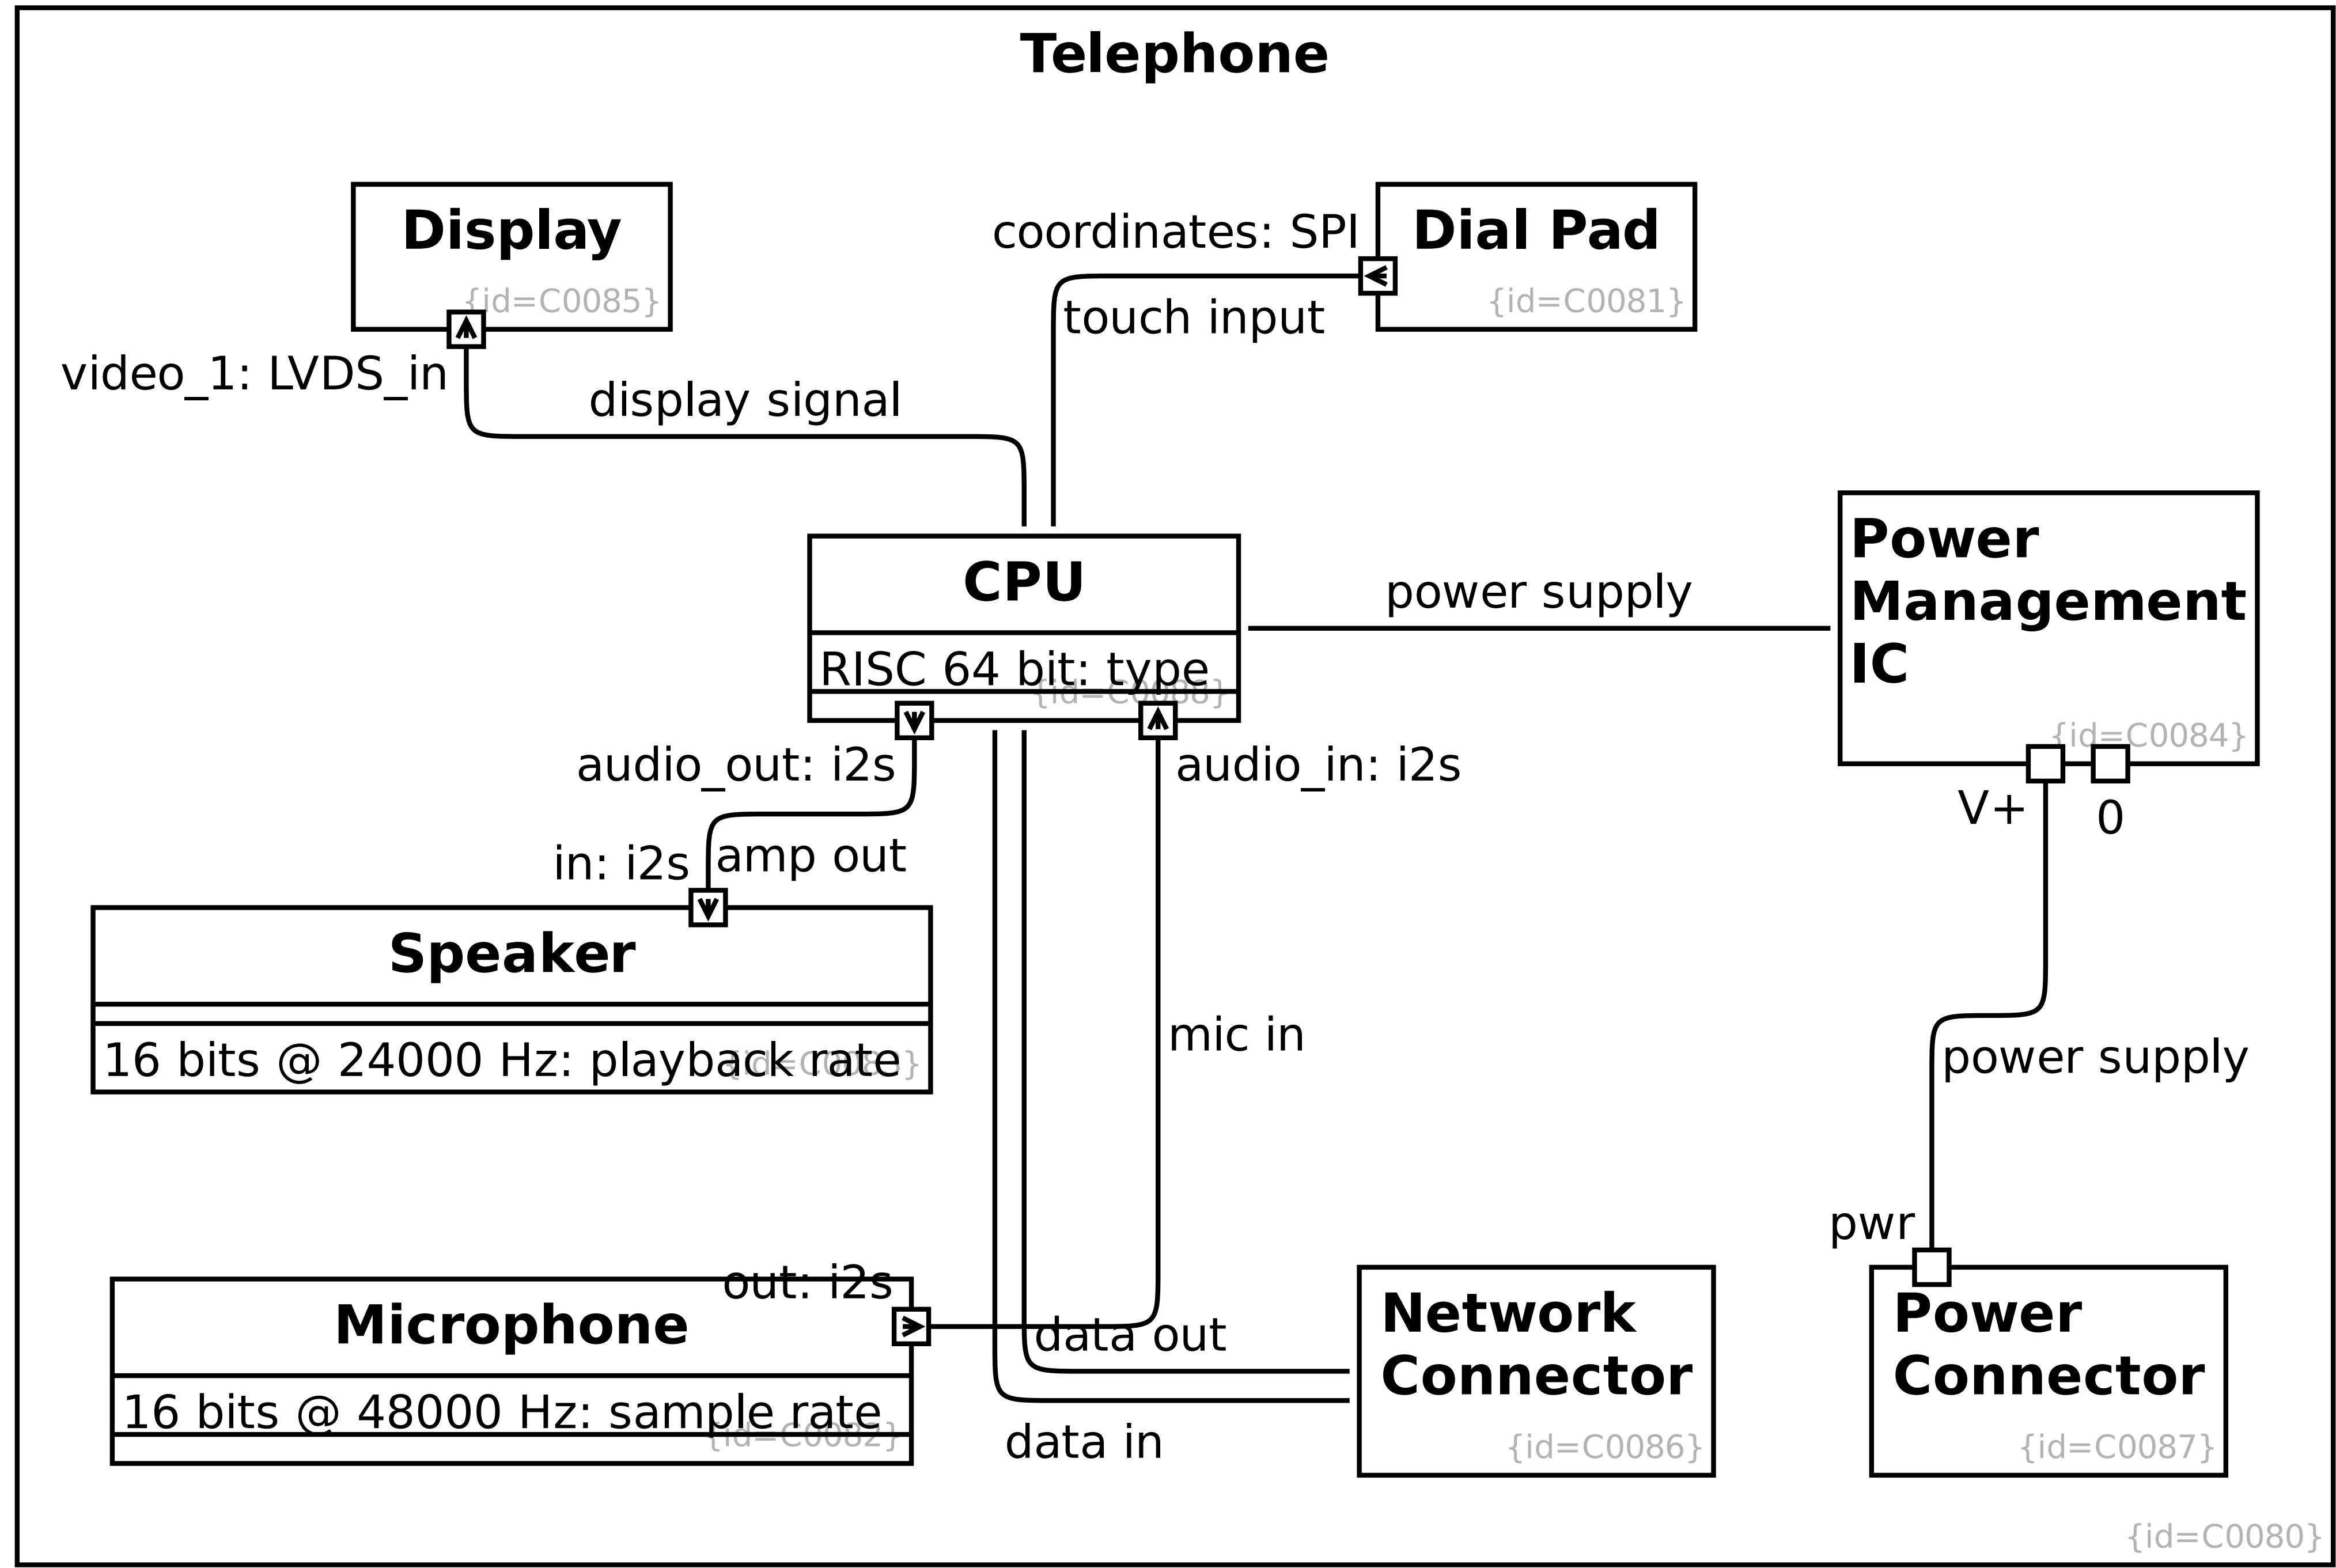 Telephone
Display
{id=C0085}
video_1: LVDS_in
display signal
coordinates: SPI
touch input
Dial Pad
{id=C0081}
CPU
RISC 64 bit: type
{id=C0088}
audio_out: i2s
audio_in: i2s
power supply
Power
Management
IC
{id=C0084}
V+
0
in: i2s
amp out
Speaker
16 bits @ 24000 Hz: playback rate
mic in
power supply
pwr
out: i2s
Microphone
16 bits @ 48000 Hz: sample rate
{id=C0082}
data out
data in
Network
Connector
{id=C0086}
Power
Connector
{id=C0087}
{id=C0080}